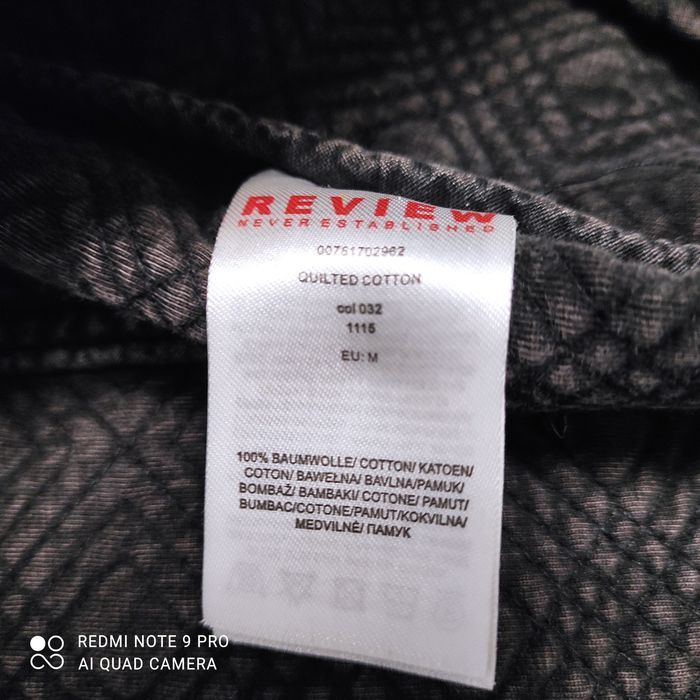 REVIEW
NEVER ESTABLISHED
00761702962
QUILTED COTTON
col 032
1115
EU: M
100% BAUMWOLLE/ COTTON/ KATOEN/
COTON/ BAWEŁNA/ BAVLNA/PAMUK/
BOMBAŽ/ BAMBAKI/ COTONE/ PAMUT/
BUMBAC/COTONE/PAMUT/KOKVILNA/
MEDVILNĖ/ ПАМУК
REDMI NOTE 9 PRO
AI QUAD CAMERA